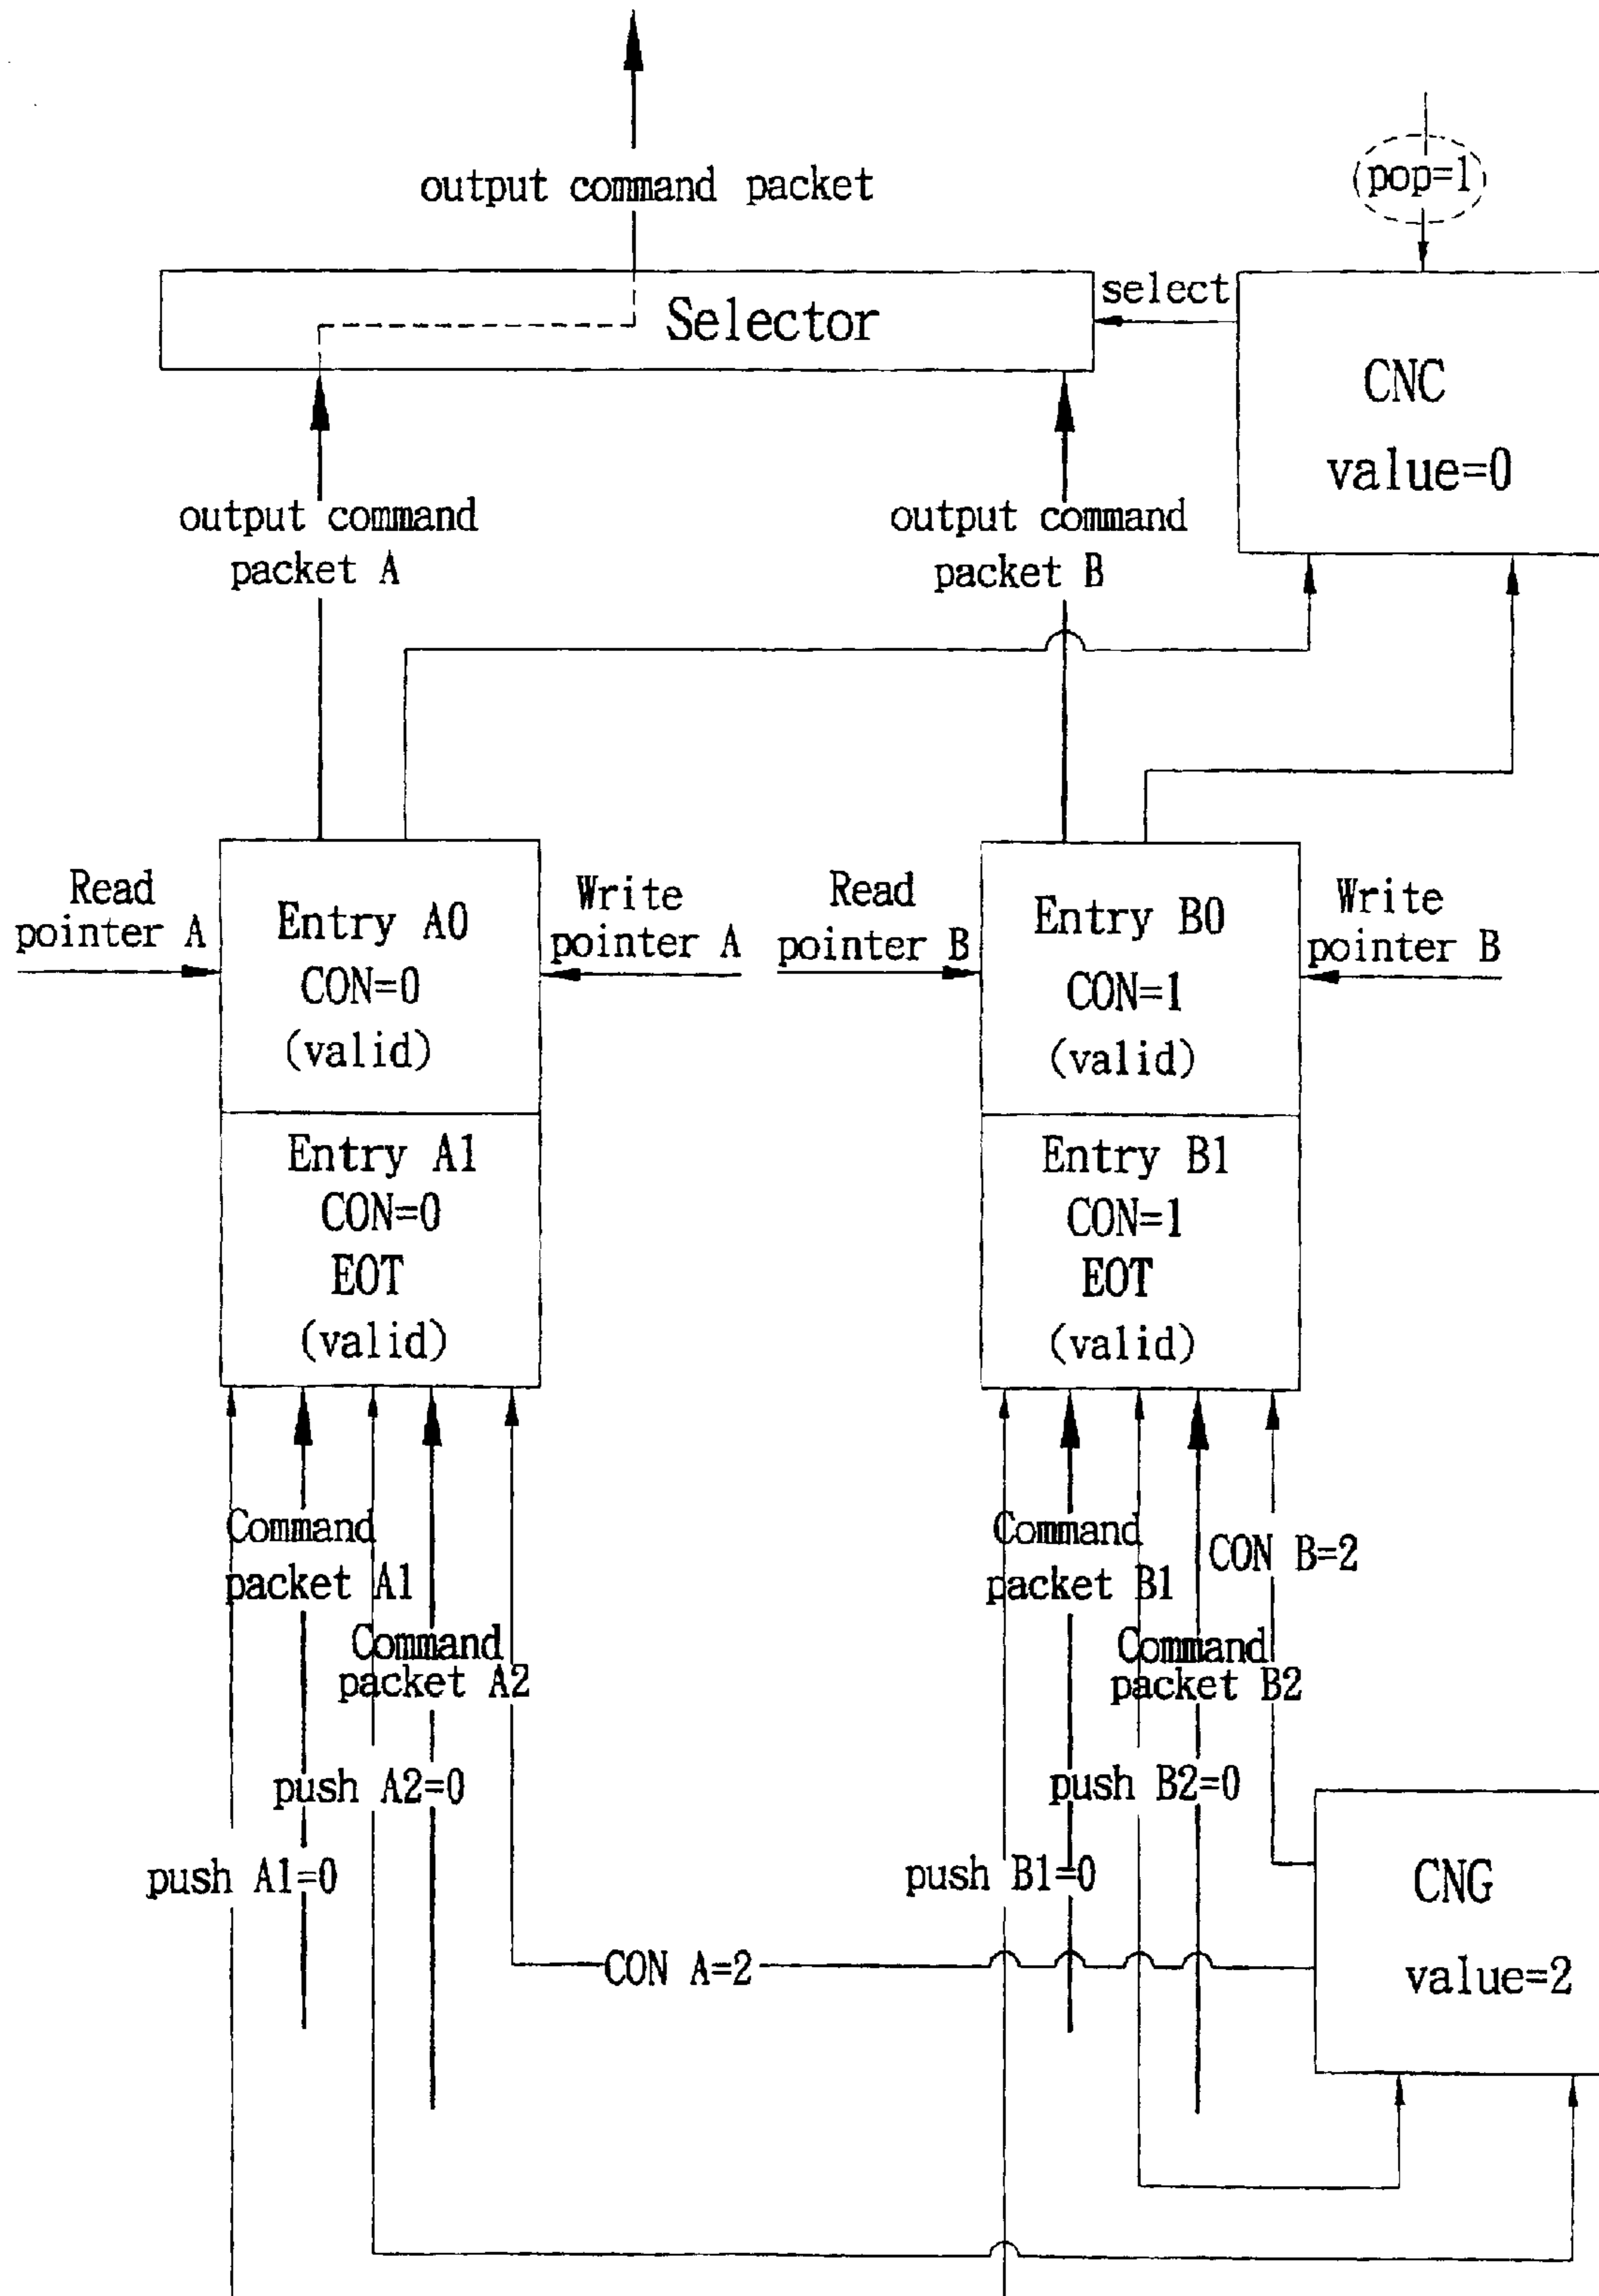 output command packet
pop=1
select
Selector
CNC
value=0
output command
packet A
output command
packet B
Read
pointer A
Entry A0
CON=0
(valid)
Write
pointer A
Read
pointer B
Entry B0
CON=1
(valid)
Write
pointer B
Entry A1
CON=0
EOT
(valid)
Entry B1
CON=1
EOT
(valid)
Command
packet A1
Command
packet A2
push A2=0
push A1=0
Command
packet B1
CON B=2
Command
packet B2
push B2=0
push B1=0
CON A=2
CNG
value=2